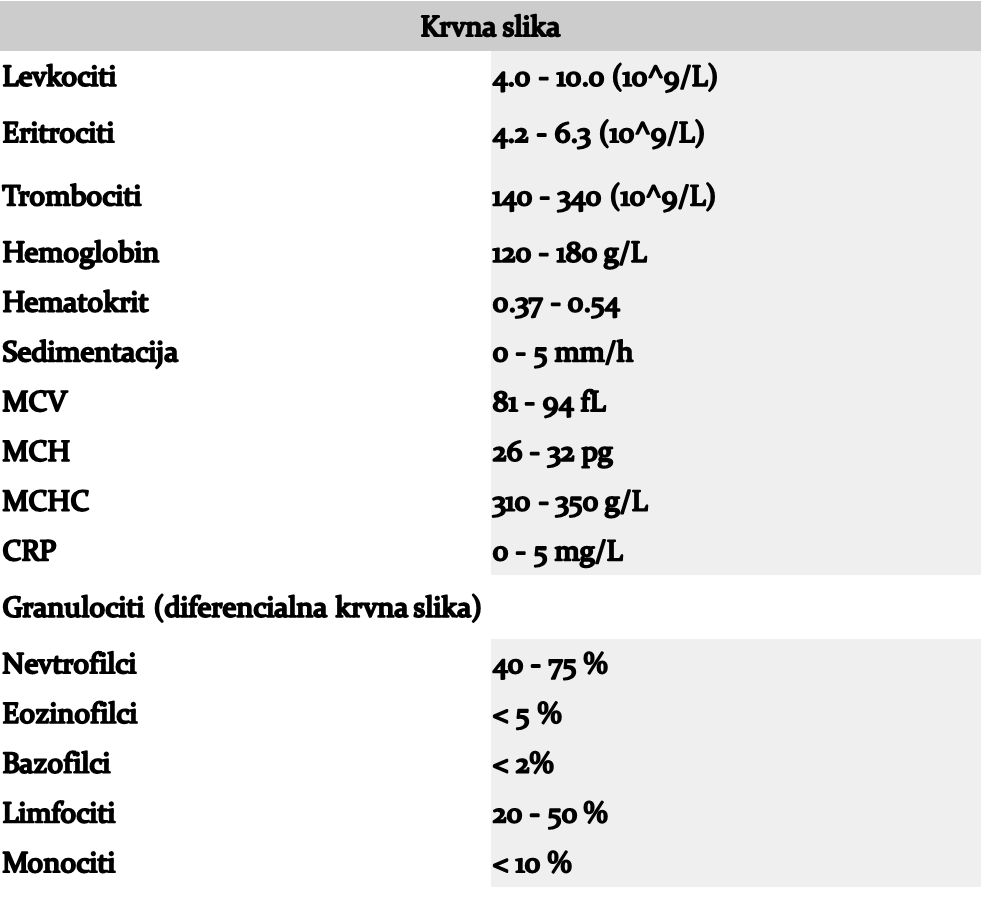 Krvna slika
Levkociti 4.0 - 10.0 (10^9/L)
Eritrociti 4.2 - 6.3 (10^9/L)
Trombociti 140 - 340 (10^9/L)
Hemoglobin 120 - 180 g/L
Hematokrit 0.37 - 0.54
Sedimentacija 0 - 5 mm/h
MCV 81 - 94 fL
MCH 26 - 32 pg
MCHC 310 - 350 g/L
CRP 0 - 5 mg/L
Granulociti (diferencialna krvna slika)
Nevtrofilci 40 - 75 %
Eozinofilci < 5 %
Bazofilci < 2%
Limfociti 20 - 50 %
Monociti < 10 %